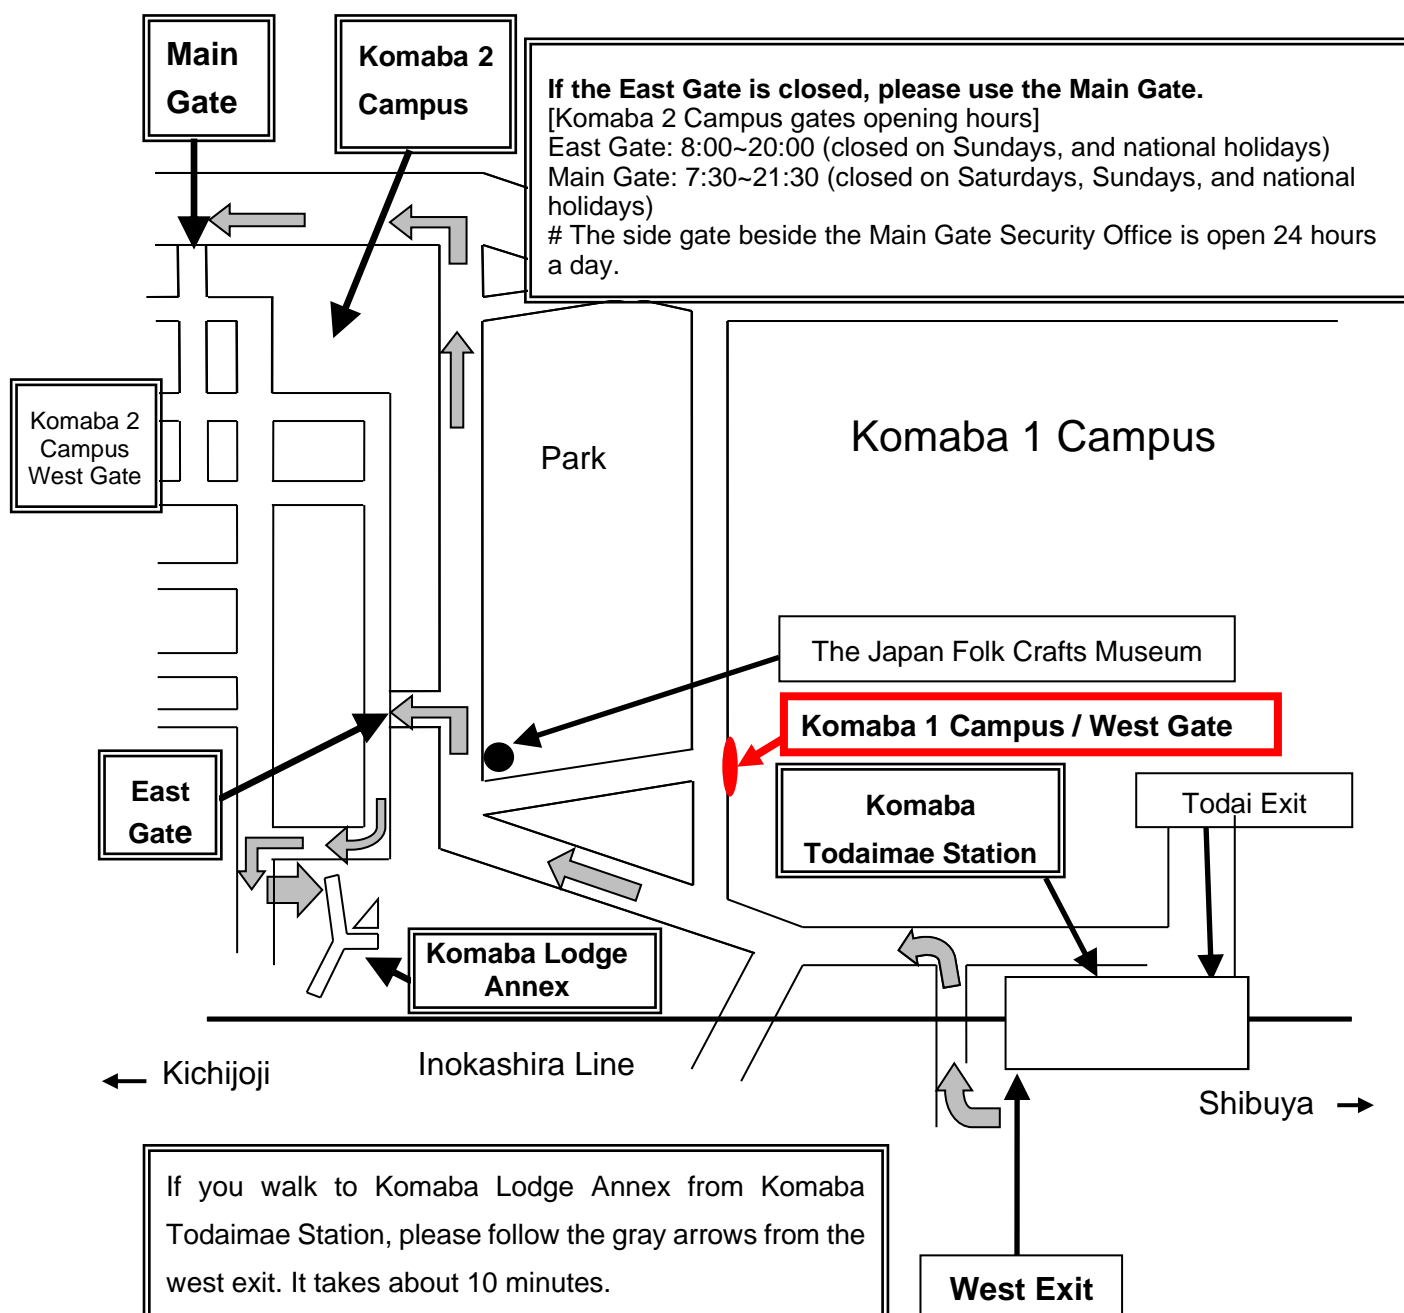 Main
Gate
Komaba 2
Campus
If the East Gate is closed, please use the Main Gate.
[Komaba 2 Campus gates opening hours]
East Gate: 8:00~20:00 (closed on Sundays, and national holidays)
Main Gate: 7:30~21:30 (closed on Saturdays, Sundays, and national
holidays)
# The side gate beside the Main Gate Security Office is open 24 hours
a day.
Komaba 2
Campus
West Gate
Park
Komaba 1 Campus
The Japan Folk Crafts Museum
Komaba 1 Campus / West Gate
East
Gate
Komaba
Todaimae Station
Todai Exit
Komaba Lodge
Annex
Kichijoji
Inokashira Line
Shibuya
If you walk to Komaba Lodge Annex from Komaba
Todaimae Station, please follow the gray arrows from the
west exit. It takes about 10 minutes.
West Exit